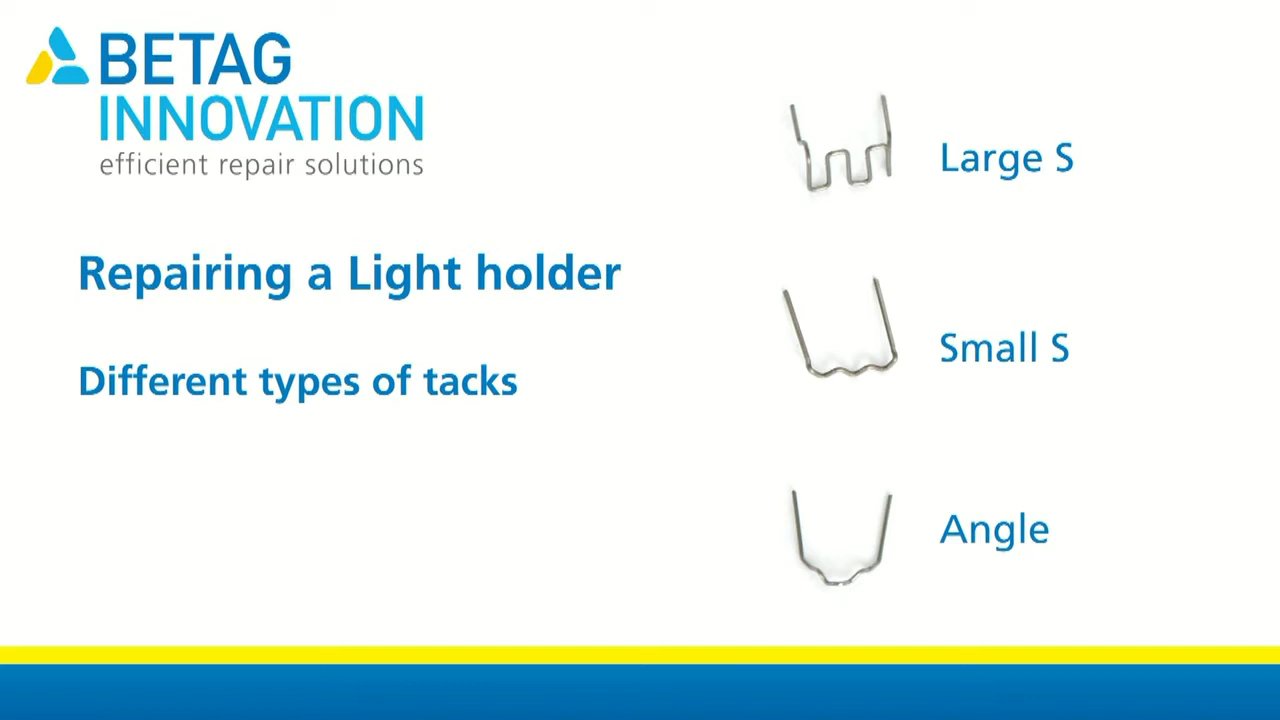 BETAG
INNOVATION
efficient repair solutions
Repairing a Light holder
Different types of tacks
Large S
Small S
Angle